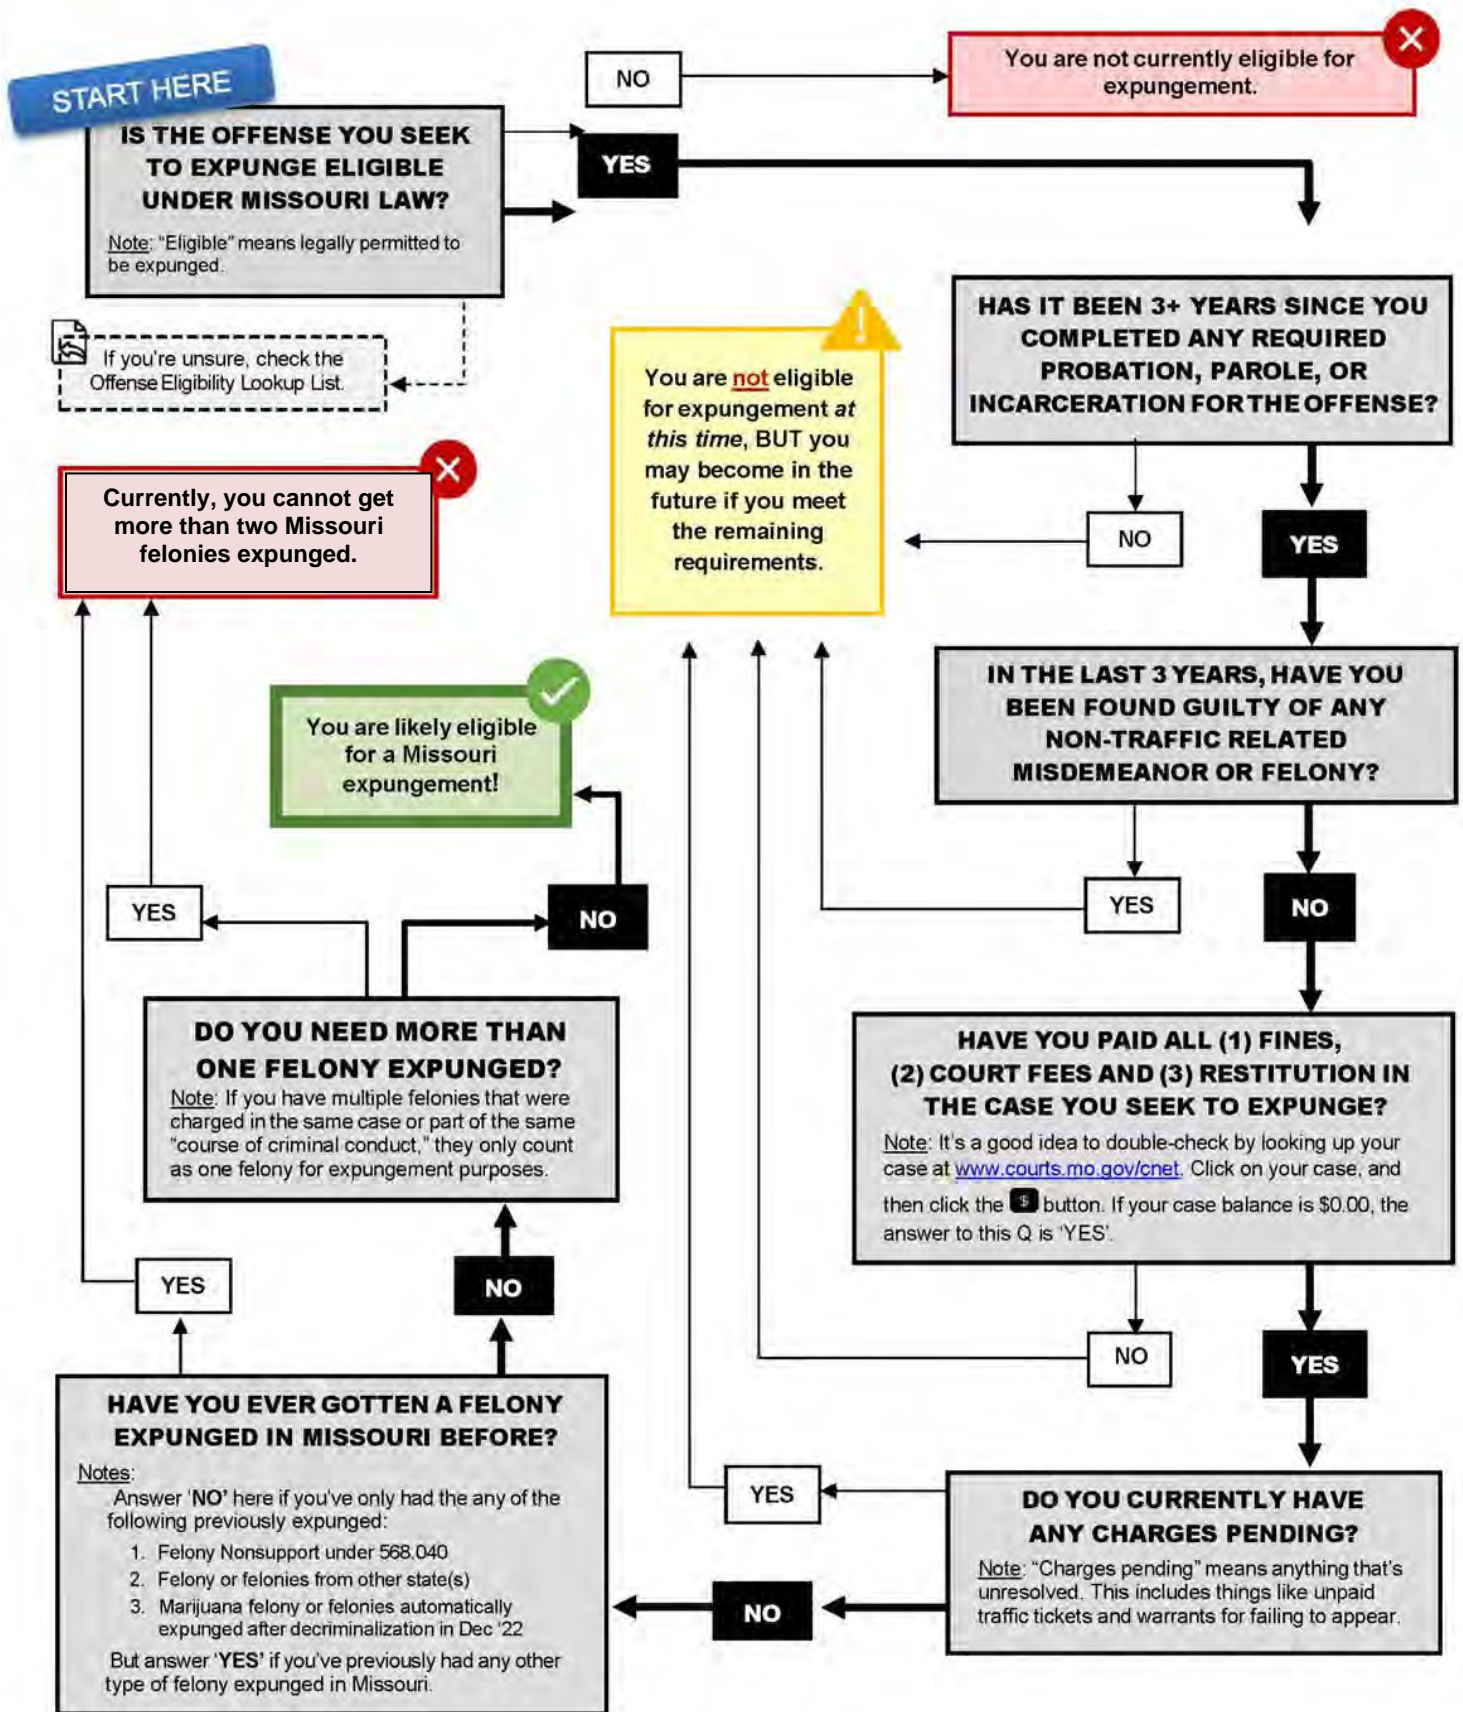 START HERE
IS THE OFFENSE YOU SEEK
TO EXPUNGE ELIGIBLE
UNDER MISSOURI LAW?
Note: "Eligible" means legally permitted to
be expunged.
If you're unsure, check the
Offense Eligibility Lookup List.
NO
You are not currently eligible for
expungement.
YES
HAS IT BEEN 3+ YEARS SINCE YOU
COMPLETED ANY REQUIRED
PROBATION, PAROLE, OR
INCARCERATION FOR THE OFFENSE?
NO
YES
You are not eligible
for expungement at
this time, BUT you
may become in the
future if you meet
the remaining
requirements.
IN THE LAST 3 YEARS, HAVE YOU
BEEN FOUND GUILTY OF ANY
NON-TRAFFIC RELATED
MISDEMEANOR OR FELONY?
YES
NO
HAVE YOU PAID ALL (1) FINES,
(2) COURT FEES AND (3) RESTITUTION IN
THE CASE YOU SEEK TO EXPUNGE?
Note: It's a good idea to double-check by looking up your
case at www.courts.mo.gov/cnet. Click on your case, and
then click the $ button. If your case balance is $0.00, the
answer to this Q is 'YES'.
NO
YES
DO YOU CURRENTLY HAVE
ANY CHARGES PENDING?
Note: "Charges pending" means anything that's
unresolved. This includes things like unpaid
traffic tickets and warrants for failing to appear.
YES
NO
HAVE YOU EVER GOTTEN A FELONY
EXPUNGED IN MISSOURI BEFORE?
Notes:
Answer 'NO' here if you've only had the any of the
following previously expunged:
1. Felony Nonsupport under 568.040
2. Felony or felonies from other state(s)
3. Marijuana felony or felonies automatically
expunged after decriminalization in Dec '22
But answer 'YES' if you've previously had any other
type of felony expunged in Missouri.
YES
NO
DO YOU NEED MORE THAN
ONE FELONY EXPUNGED?
Note: If you have multiple felonies that were
charged in the same case or part of the same
"course of criminal conduct," they only count
as one felony for expungement purposes.
YES
NO
Currently, you cannot get
more than two Missouri
felonies expunged.
You are likely eligible
for a Missouri
expungement!